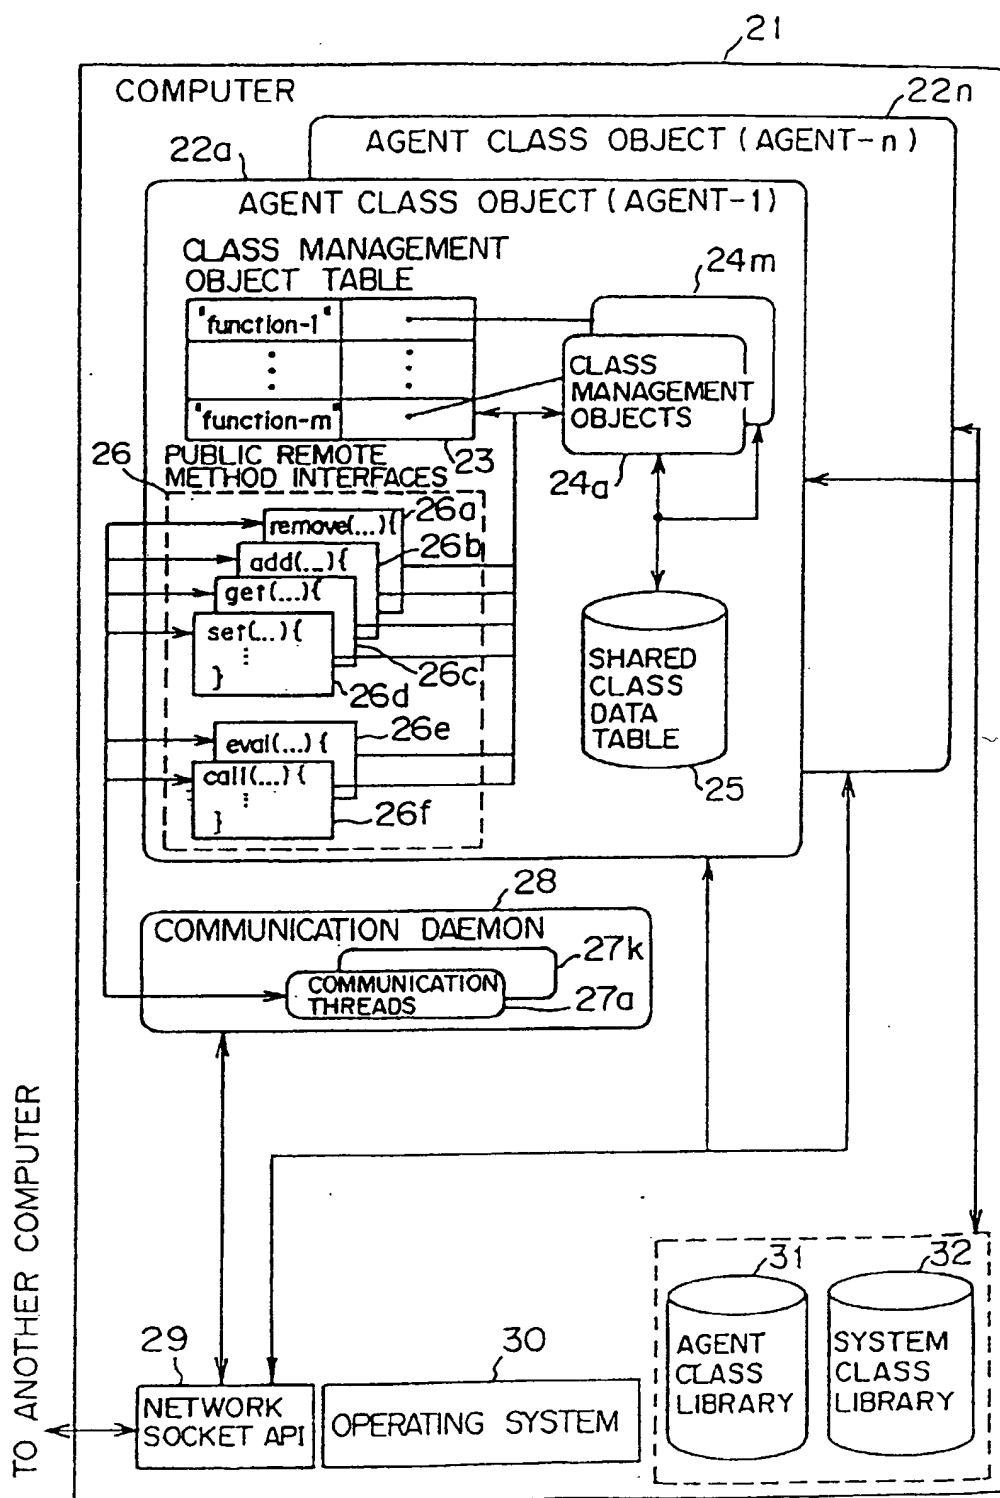 21
COMPUTER
22n
AGENT CLASS OBJECT (AGENT-n)
22a
AGENT CLASS OBJECT (AGENT-1)
CLASS MANAGEMENT
OBJECT TABLE
24m
"function-1"
CLASS
MANAGEMENT
OBJECTS
"function-m"
23
24a
26
PUBLIC REMOTE
METHOD INTERFACES
remove(...){
26a
add(...){
26b
get(...){
set(...){
}
26c
26d
SHARED
CLASS
DATA
TABLE
25
eval(...) {
26e
call(...) {
}
26f
28
COMMUNICATION DAEMON
27k
COMMUNICATION
THREADS
27a
TO ANOTHER COMPUTER
29
NETWORK
SOCKET API
30
OPERATING SYSTEM
31
AGENT
CLASS
LIBRARY
32
SYSTEM
CLASS
LIBRARY